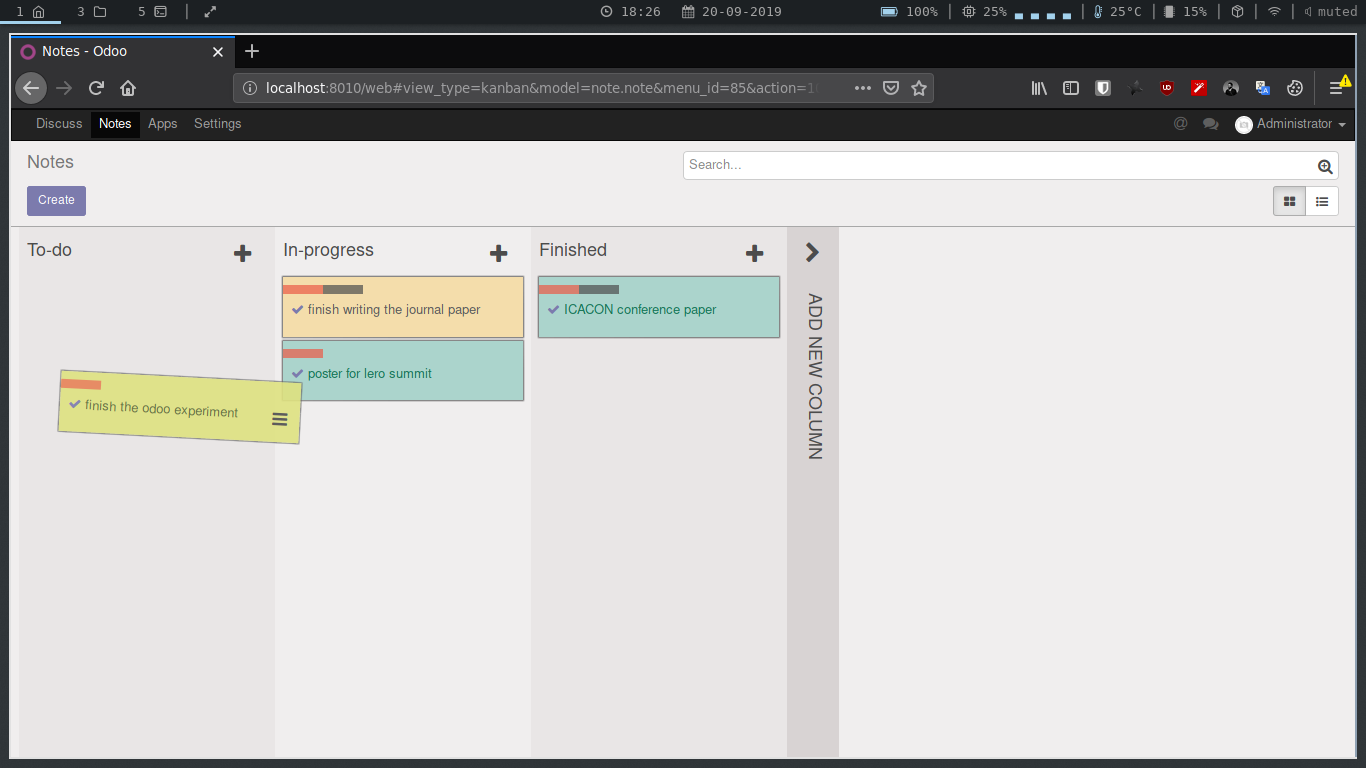 1 3 5 18:26 20-09-2019 100% 25% 25°C 15% muted
Notes - Odoo
localhost:8010/web#view_type=kanban&model=note.note&menu_id=85&action=1
Discuss Notes Apps Settings @ Administrator
Notes
Search...
Create
To-do In-progress Finished
finish writing the journal paper ICACON conference paper
poster for lero summit
finish the odoo experiment
ADD NEW COLUMN